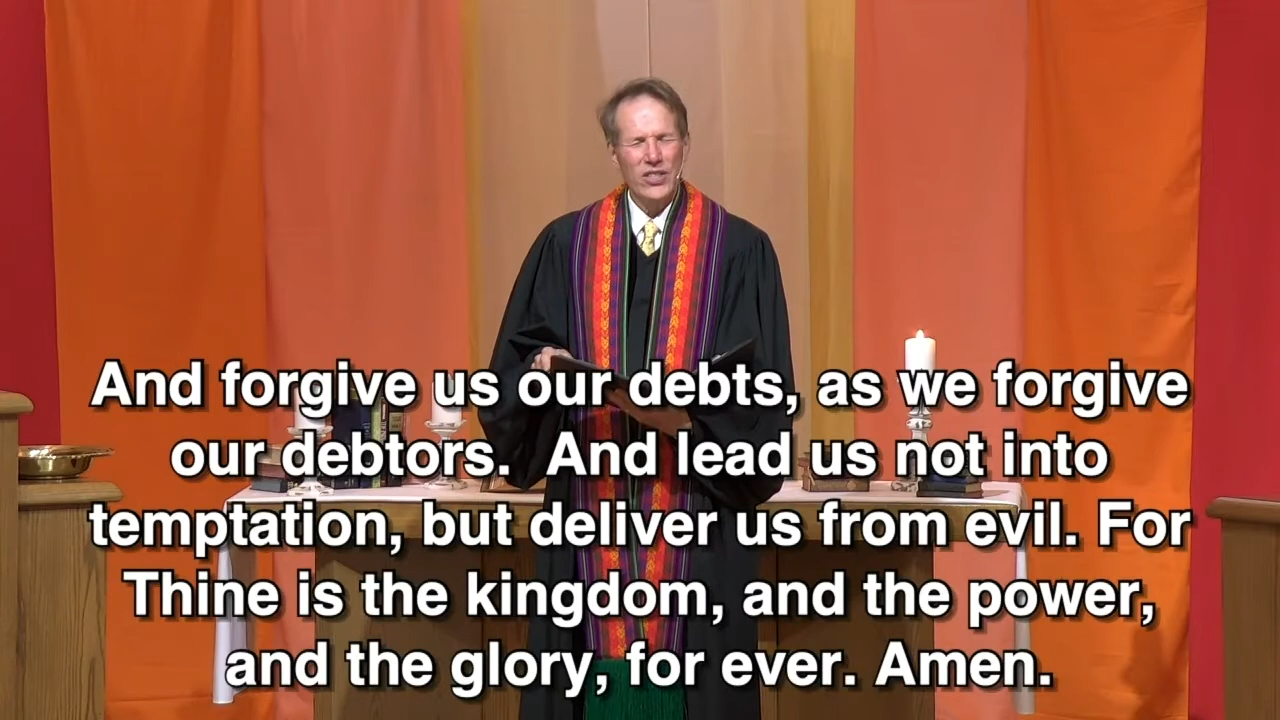 And forgive us our debts, as we forgive
our debtors.  And lead us not into
temptation, but deliver us from evil. For
Thine is the kingdom, and the power,
and the glory, for ever. Amen.